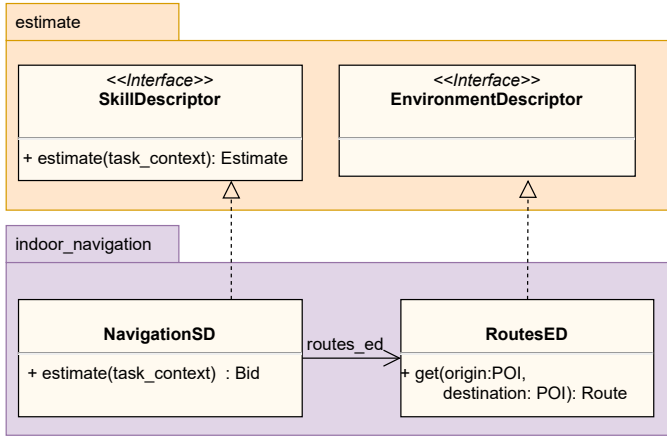 estimate
<<Interface>>
SkillDescriptor
+ estimate(task_context): Estimate
<<Interface>>
EnvironmentDescriptor
indoor_navigation
NavigationSD
+ estimate(task_context) : Bid
routes_ed
RoutesED
+ get(origin:POI,
destination: POI): Route